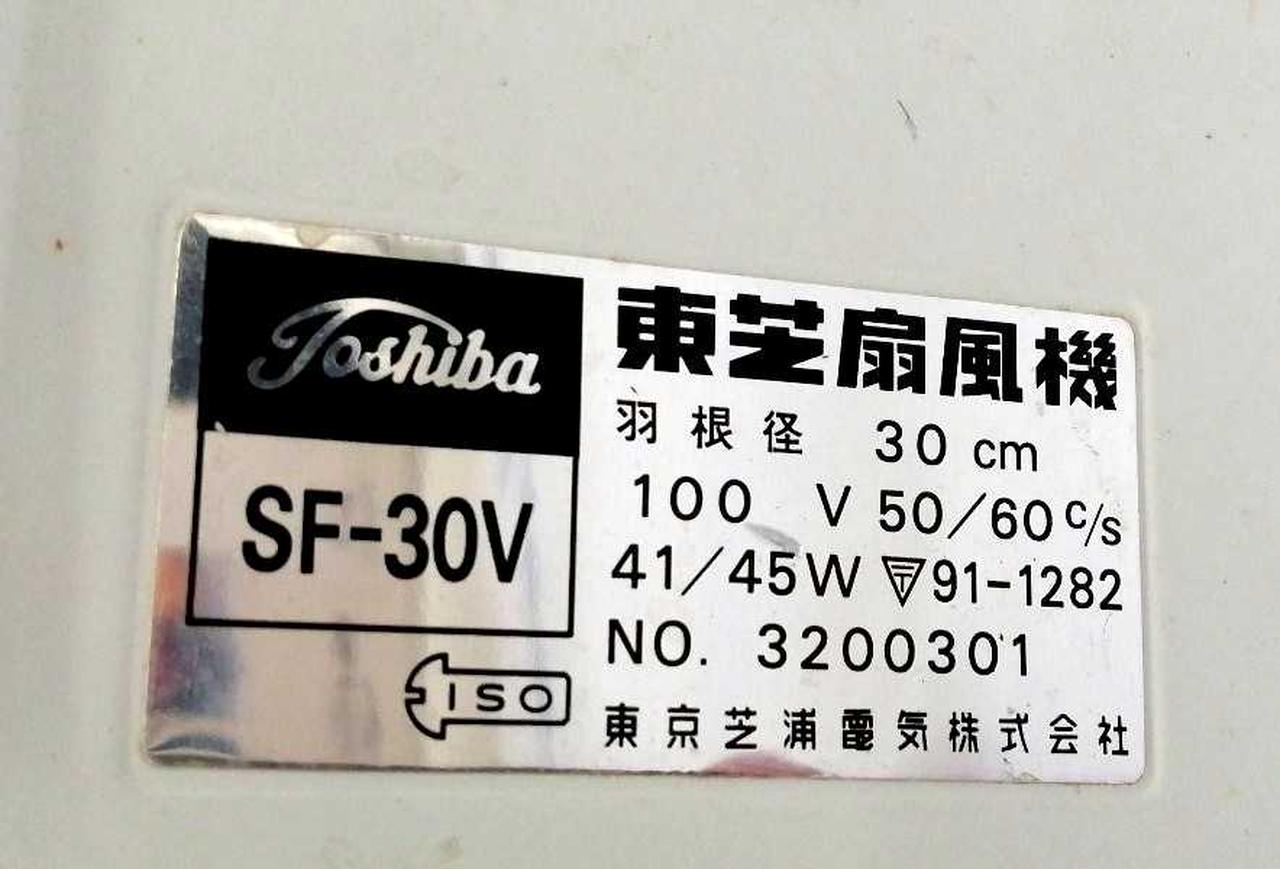 Toshiba
SF-30V
ISO
東芝扇風機
羽根径 30 cm
100 V 50/60 c/s
41/45W 〒91-1282
NO. 3200301
東京芝浦電気株式会社